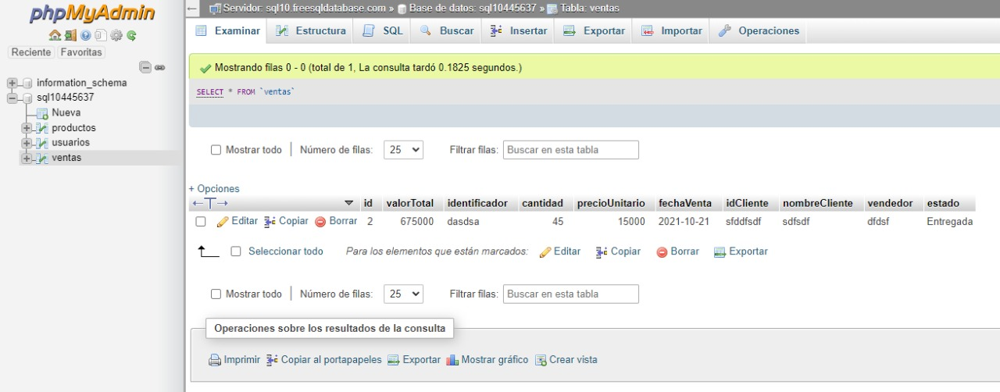 phpMyAdmin
Reciente Favoritas
information_schema
sql10445637
Nueva
productos
usuarios
ventas
Servidor: sql10.freesqldatabase.com » Base de datos: sql10445637 » Tabla: ventas
Examinar Estructura SQL Buscar Insertar Exportar Importar Operaciones
Mostrando filas 0 - 0 (total de 1, La consulta tardó 0.1825 segundos.)
SELECT * FROM `ventas`
Mostrar todo Número de filas: 25 Filtrar filas: Buscar en esta tabla
+ Opciones
←T→ id valorTotal identificador cantidad precioUnitario fechaVenta idCliente nombreCliente vendedor estado
Editar Copiar Borrar 2 675000 dasdsa 45 15000 2021-10-21 sfddfsdf sdfsdf dfdsf Entregada
Seleccionar todo Para los elementos que están marcados: Editar Copiar Borrar Exportar
Mostrar todo Número de filas: 25 Filtrar filas: Buscar en esta tabla
Operaciones sobre los resultados de la consulta
Imprimir Copiar al portapapeles Exportar Mostrar gráfico Crear vista